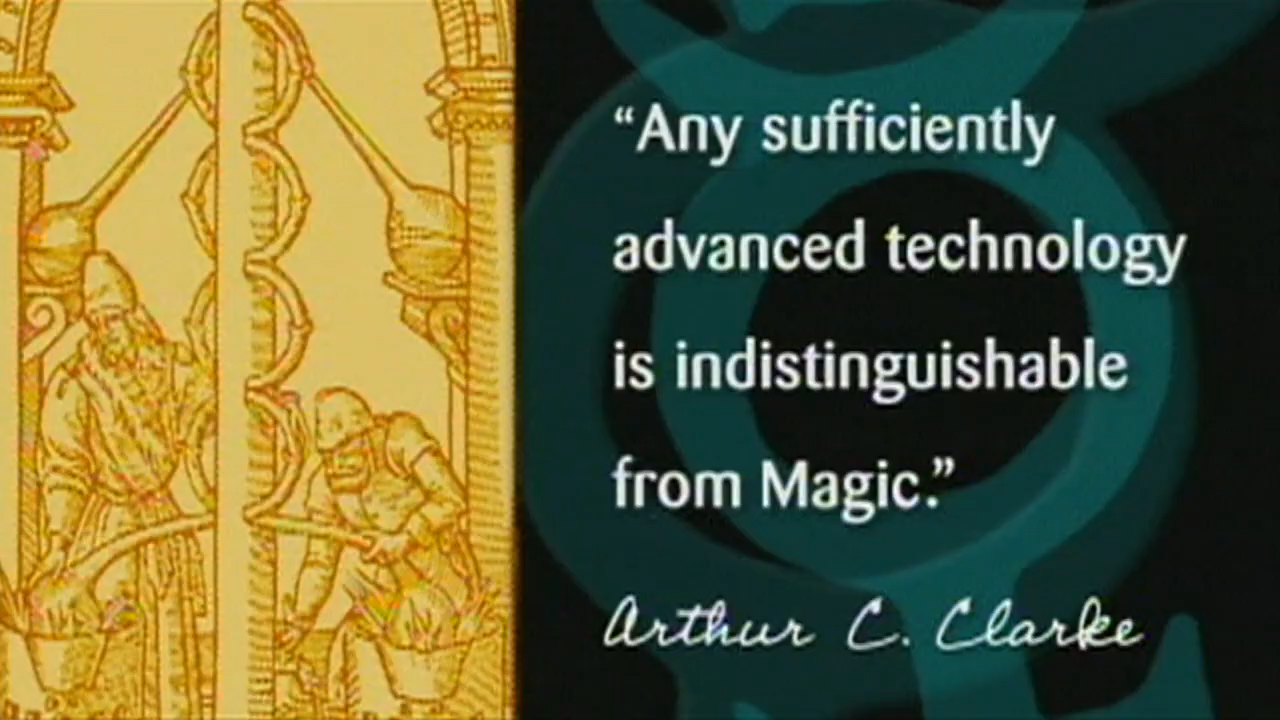 “Any sufficiently
advanced technology
is indistinguishable
from Magic.”
Arthur C. Clarke